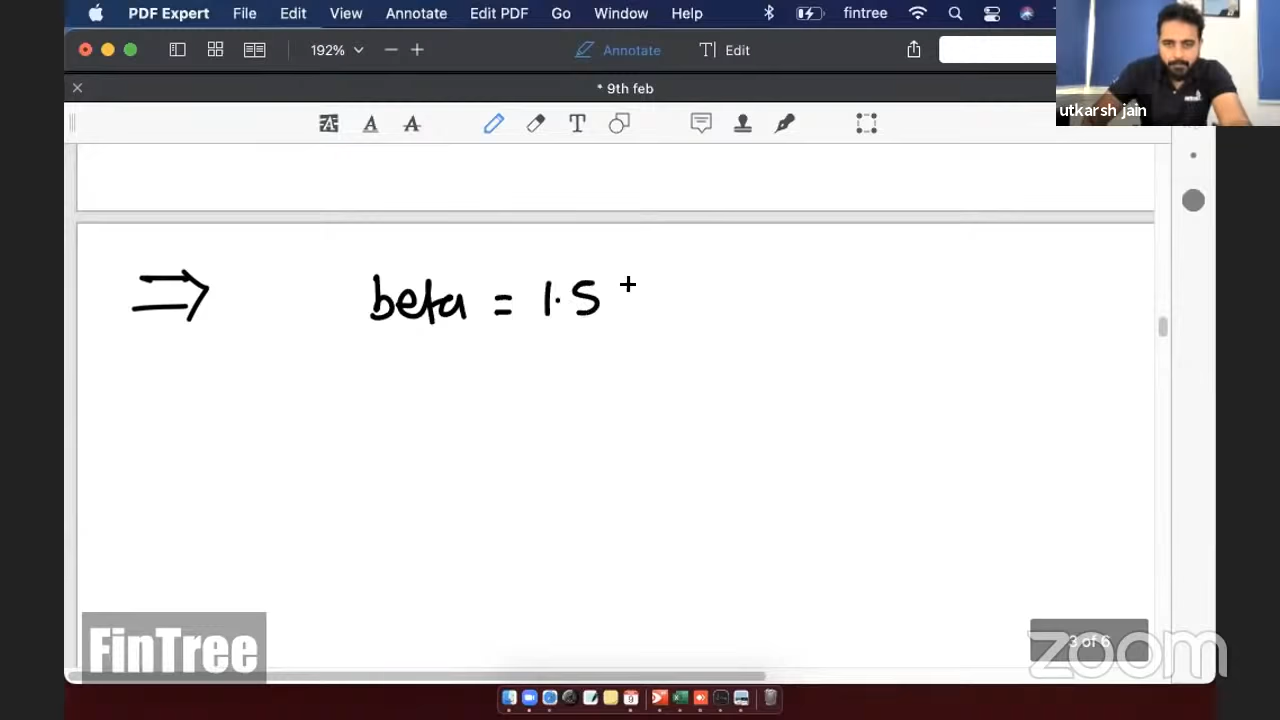 PDF Expert File Edit View Annotate Edit PDF Go Window Help fintree
192% Annotate T Edit
* 9th feb
utkarsh jain
A A A T
⇒ beta = 1.5
FinTree
3 of 6
zoom